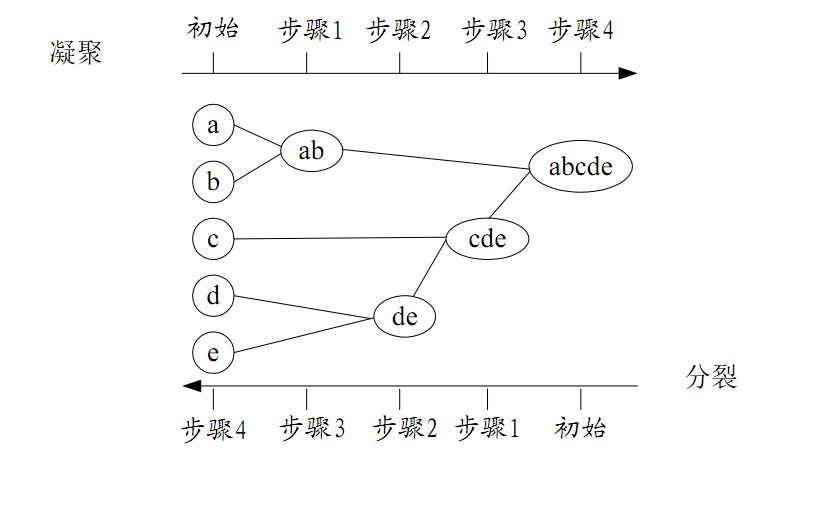 初始 步骤1 步骤2 步骤3 步骤4
凝聚
a
ab
b
abcde
c
cde
d
de
e
分裂
步骤4 步骤3 步骤2 步骤1 初始